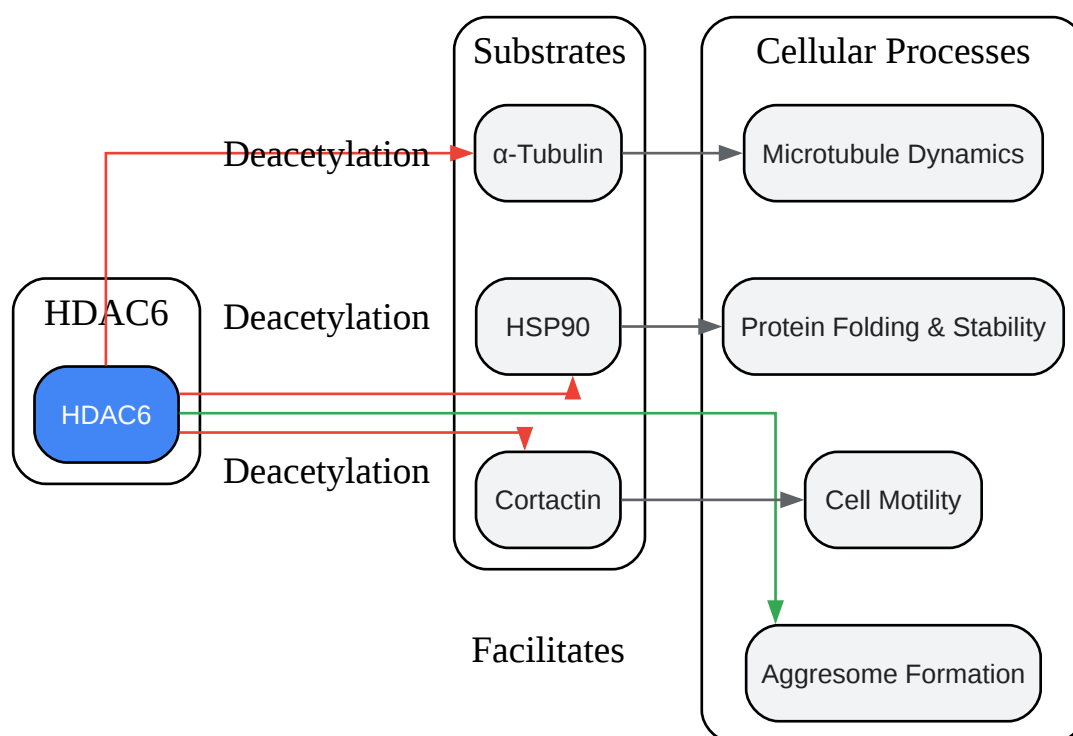 Substrates
Cellular Processes
Deacetylation
α-Tubulin
Microtubule Dynamics
HDAC6
Deacetylation
HSP90
Protein Folding & Stability
HDAC6
Deacetylation
Cortactin
Cell Motility
Facilitates
Aggresome Formation